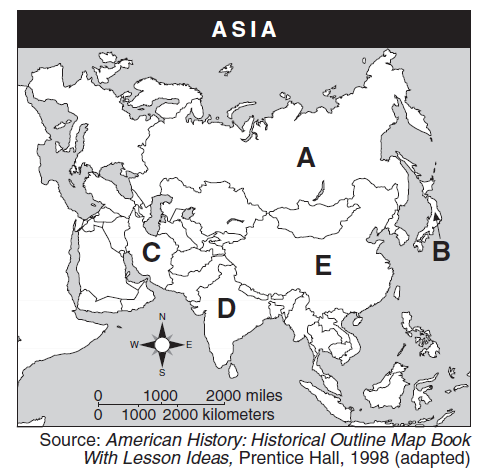 ASIA
A
B
C
E
D
N
W E
S
0 1000 2000 miles
0 1000 2000 kilometers
Source: American History: Historical Outline Map Book
With Lesson Ideas, Prentice Hall, 1998 (adapted)